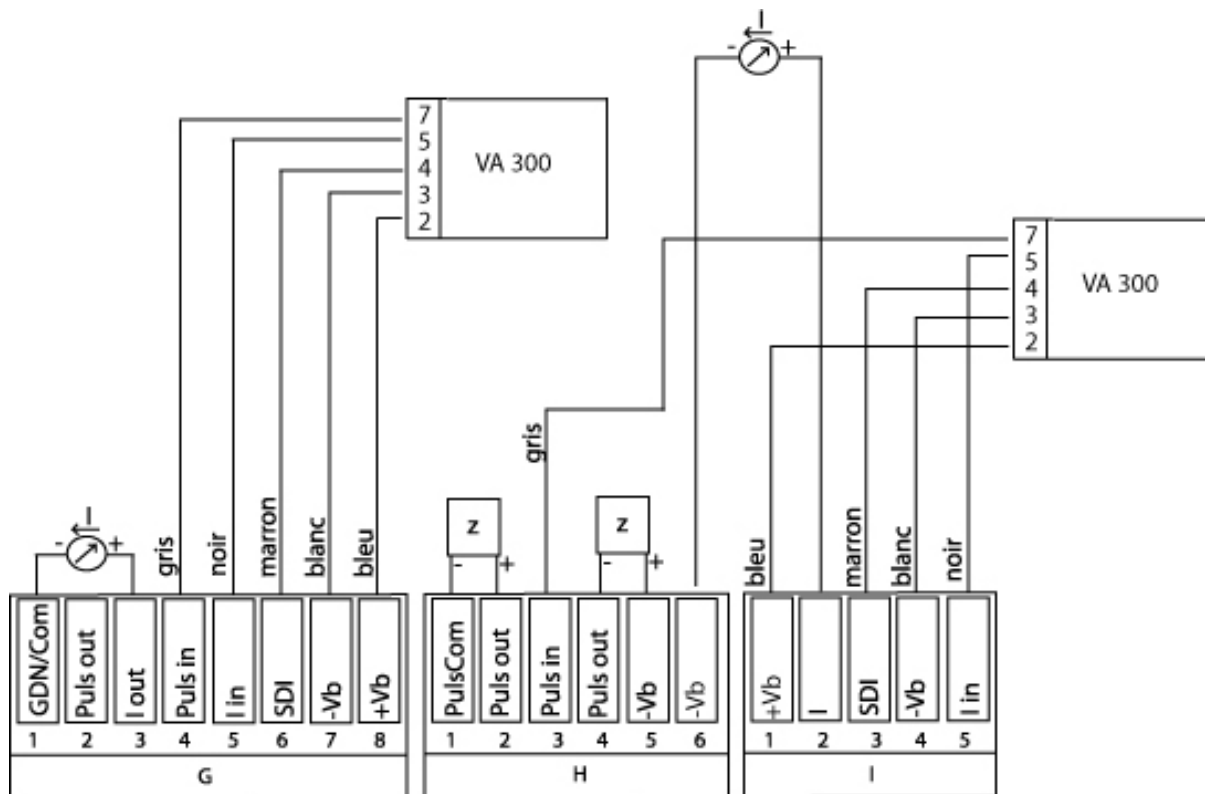 I
- +
7
5
4
3
2
VA 300
7
5
4
3
2
VA 300
gris
noir
marron
blanc
bleu
I
- +
gris
z
- +
z
- +
bleu
marron
blanc
noir
GDN/Com
Puls out
I out
Puls in
I in
SDI
-Vb
+Vb
1 2 3 4 5 6 7 8
G
PulsCom
Puls out
Puls in
Puls out
-Vb
-Vb
1 2 3 4 5 6
H
+Vb
I
SDI
-Vb
I in
1 2 3 4 5
I